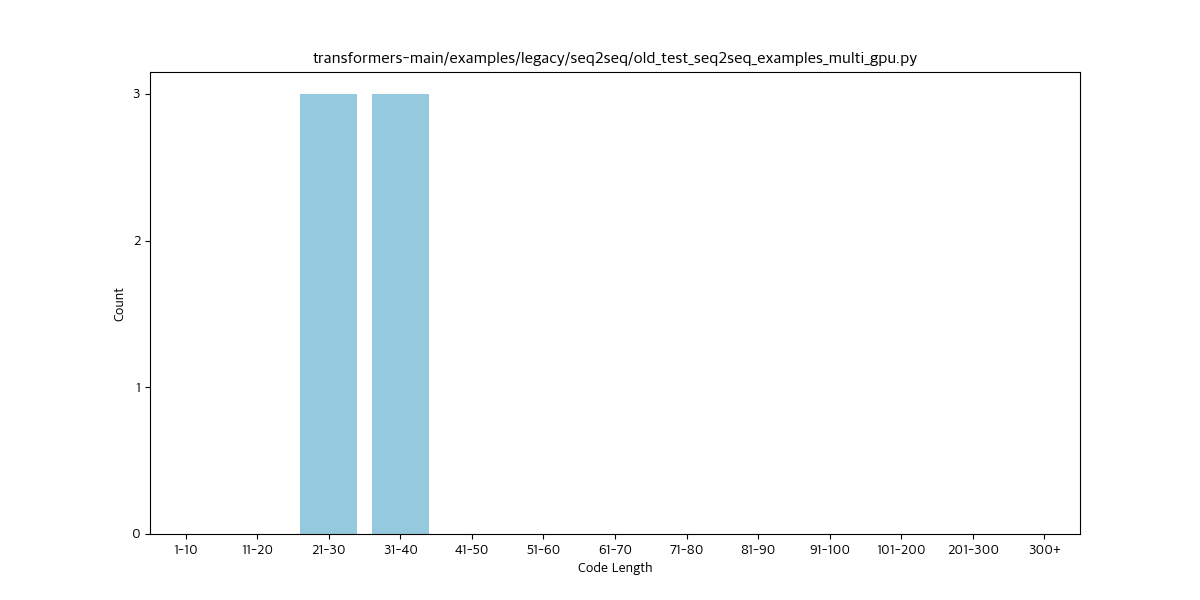 transformers-main/examples/legacy/seq2seq/old_test_seq2seq_examples_multi_gpu.py
3
2
1
0
Count
1-10 11-20 21-30 31-40 41-50 51-60 61-70 71-80 81-90 91-100 101-200 201-300 300+
Code Length